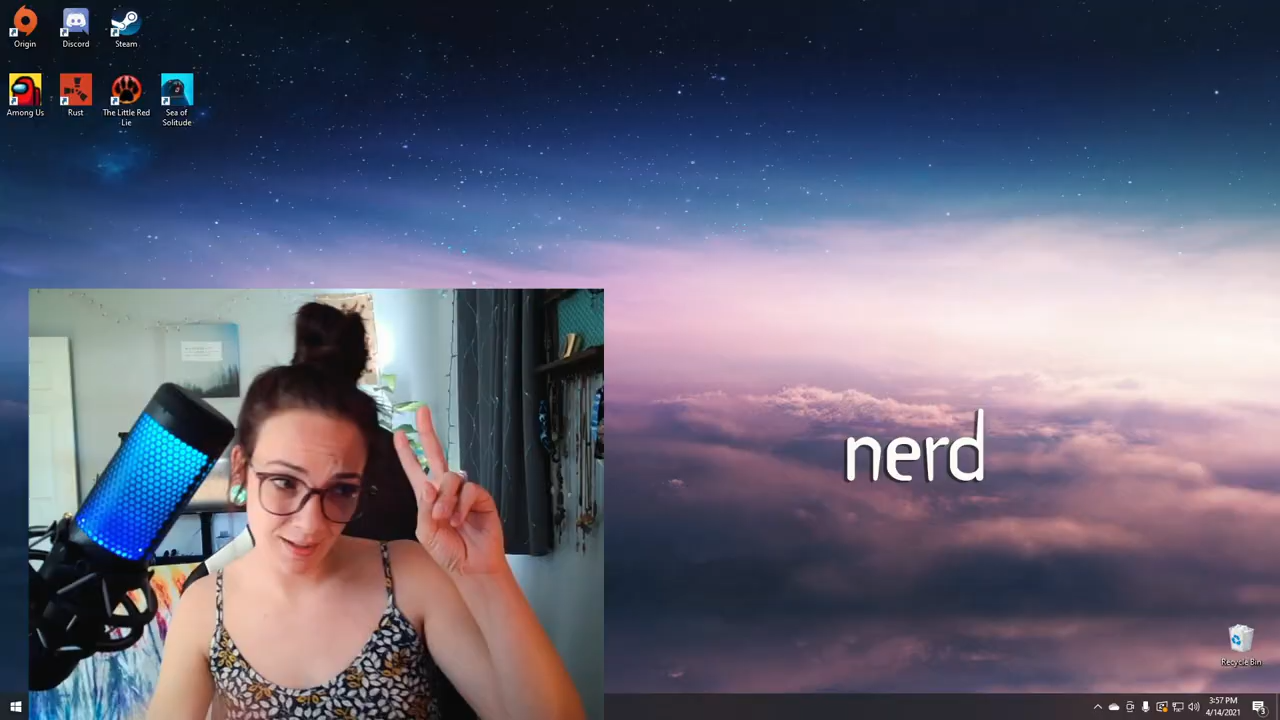 Origin
Discord
Steam
Among Us
Rust
The Little Red
Lie
Sea of
Solitude
nerd
Recycle Bin
3:57 PM
4/14/2021